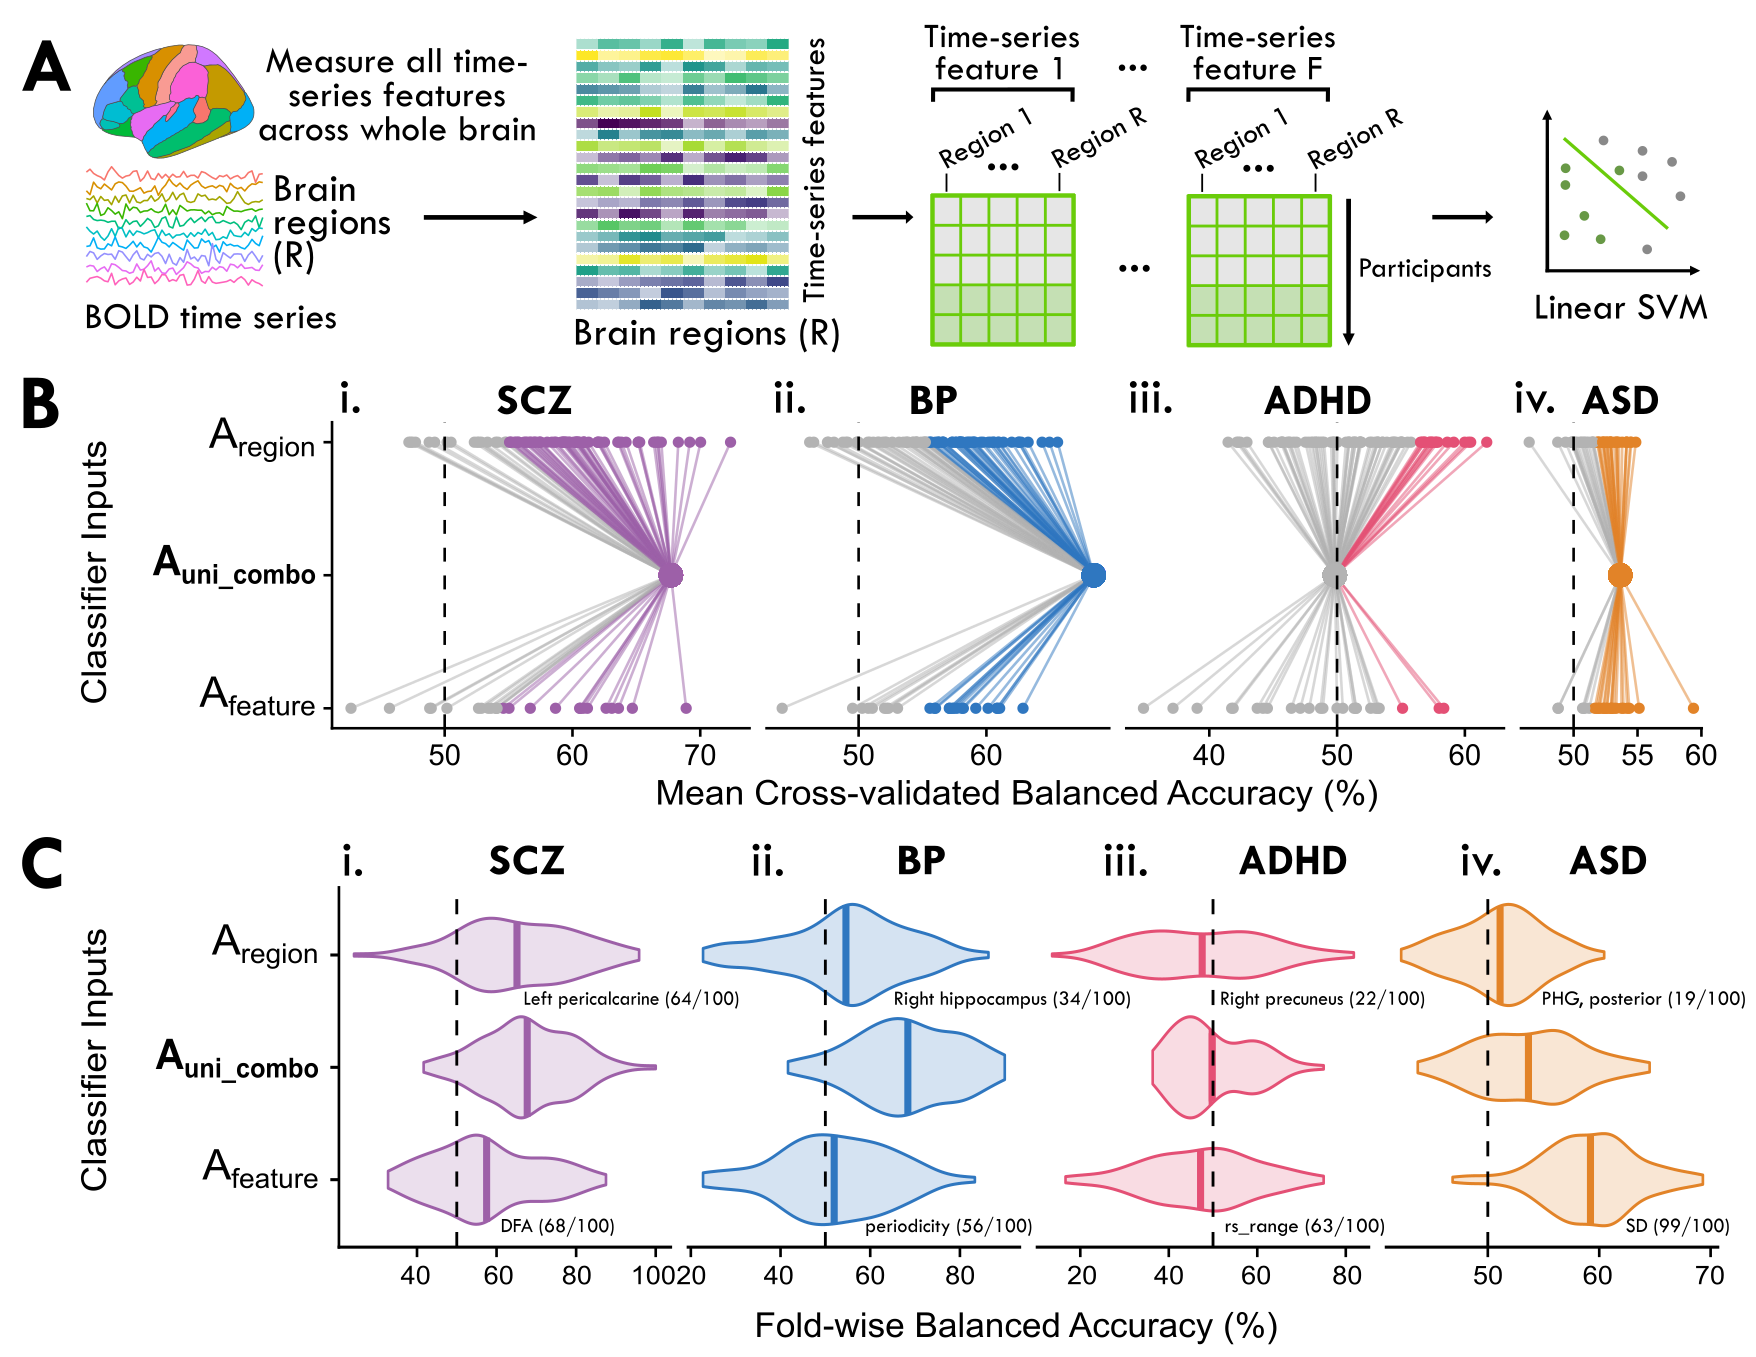 A
Measure all time-
series features
across whole brain
Brain
regions
(R)
BOLD time series
Time-series features
Brain regions (R)
Time-series
feature 1
...
Time-series
feature F
Region 1
...
Region R
Region 1
...
Region R
...
Participants
Linear SVM
B
i. SCZ
ii. BP
iii. ADHD
iv. ASD
Classifier Inputs
Aregion
Auni_combo
Afeature
50 60 70
50 60
40 50 60
50 55 60
Mean Cross-validated Balanced Accuracy (%)
C
i. SCZ
ii. BP
iii. ADHD
iv. ASD
Classifier Inputs
Aregion
Left pericalcarine (64/100)
Right hippocampus (34/100)
Right precuneus (22/100)
PHG, posterior (19/100)
Auni_combo
Afeature
DFA (68/100)
periodicity (56/100)
rs_range (63/100)
SD (99/100)
40 60 80 100
20 40 60 80
20 40 60 80
50 60 70
Fold-wise Balanced Accuracy (%)